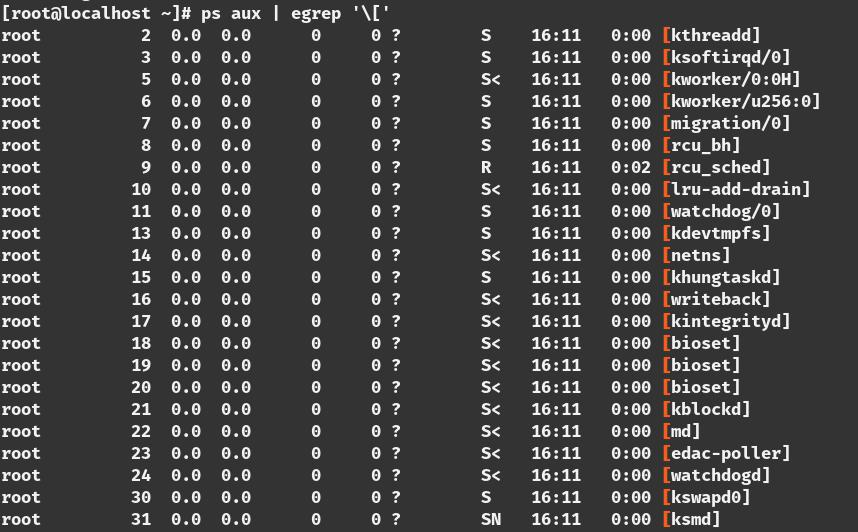 [root@localhost ~]# ps aux | egrep '\['
root          2  0.0  0.0      0     0 ?        S    16:11   0:00 [kthreadd]
root          3  0.0  0.0      0     0 ?        S    16:11   0:00 [ksoftirqd/0]
root          5  0.0  0.0      0     0 ?        S<   16:11   0:00 [kworker/0:0H]
root          6  0.0  0.0      0     0 ?        S    16:11   0:00 [kworker/u256:0]
root          7  0.0  0.0      0     0 ?        S    16:11   0:00 [migration/0]
root          8  0.0  0.0      0     0 ?        S    16:11   0:00 [rcu_bh]
root          9  0.0  0.0      0     0 ?        R    16:11   0:02 [rcu_sched]
root         10  0.0  0.0      0     0 ?        S<   16:11   0:00 [lru-add-drain]
root         11  0.0  0.0      0     0 ?        S    16:11   0:00 [watchdog/0]
root         13  0.0  0.0      0     0 ?        S    16:11   0:00 [kdevtmpfs]
root         14  0.0  0.0      0     0 ?        S<   16:11   0:00 [netns]
root         15  0.0  0.0      0     0 ?        S    16:11   0:00 [khungtaskd]
root         16  0.0  0.0      0     0 ?        S<   16:11   0:00 [writeback]
root         17  0.0  0.0      0     0 ?        S<   16:11   0:00 [kintegrityd]
root         18  0.0  0.0      0     0 ?        S<   16:11   0:00 [bioset]
root         19  0.0  0.0      0     0 ?        S<   16:11   0:00 [bioset]
root         20  0.0  0.0      0     0 ?        S<   16:11   0:00 [bioset]
root         21  0.0  0.0      0     0 ?        S<   16:11   0:00 [kblockd]
root         22  0.0  0.0      0     0 ?        S<   16:11   0:00 [md]
root         23  0.0  0.0      0     0 ?        S<   16:11   0:00 [edac-poller]
root         24  0.0  0.0      0     0 ?        S<   16:11   0:00 [watchdogd]
root         30  0.0  0.0      0     0 ?        S    16:11   0:00 [kswapd0]
root         31  0.0  0.0      0     0 ?        SN   16:11   0:00 [ksmd]